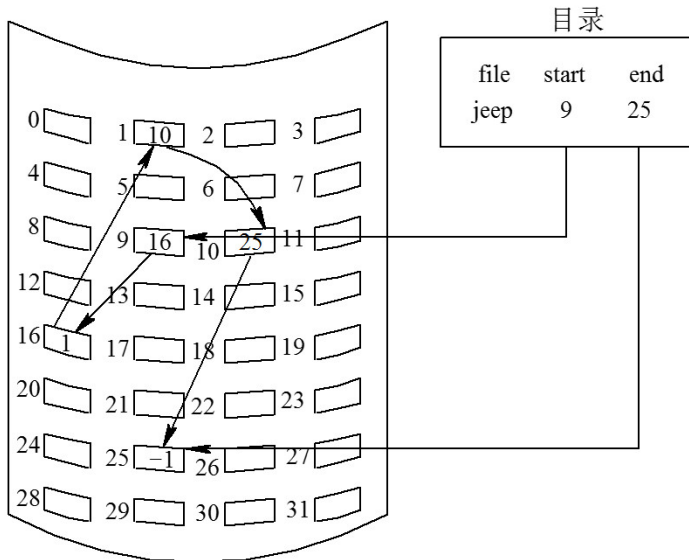 目录
file start end
jeep 9 25
0 1 10 2 3
4 5 6 7
8 9 16 10 25 11
12 13 14 15
16 1 17 18 19
20 21 22 23
24 25 −1 26 27
28 29 30 31